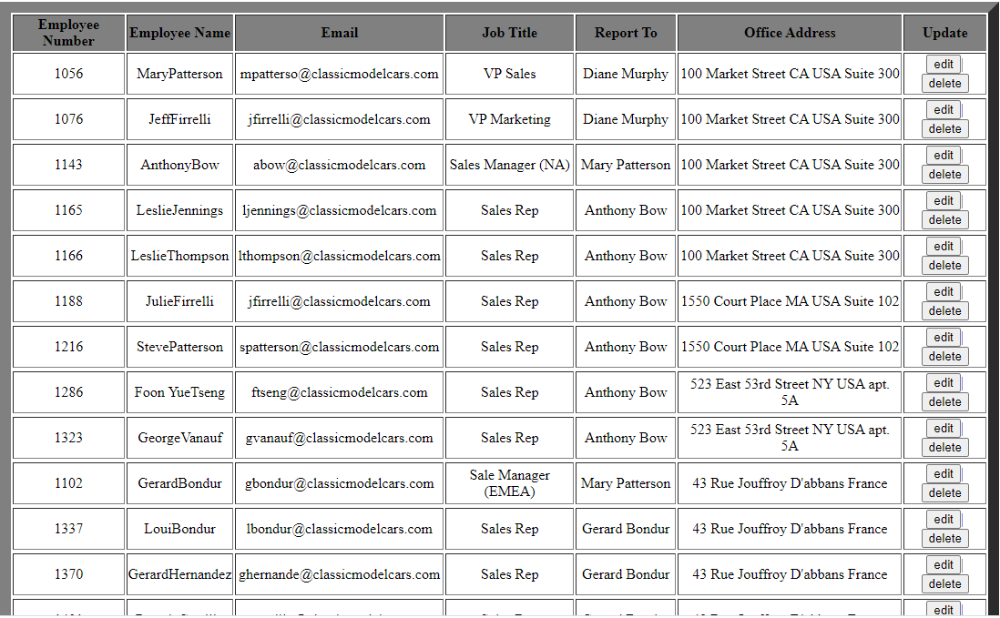 Employee Number Employee Name Email Job Title Report To Office Address Update
1056 MaryPatterson mpatterso@classicmodelcars.com VP Sales Diane Murphy 100 Market Street CA USA Suite 300 edit | delete
1076 JeffFirrelli jfirrelli@classicmodelcars.com VP Marketing Diane Murphy 100 Market Street CA USA Suite 300 edit | delete
1143 AnthonyBow abow@classicmodelcars.com Sales Manager (NA) Mary Patterson 100 Market Street CA USA Suite 300 edit | delete
1165 LeslieJennings ljennings@classicmodelcars.com Sales Rep Anthony Bow 100 Market Street CA USA Suite 300 edit | delete
1166 LeslieThompson lthompson@classicmodelcars.com Sales Rep Anthony Bow 100 Market Street CA USA Suite 300 edit | delete
1188 JulieFirrelli jfirrelli@classicmodelcars.com Sales Rep Anthony Bow 1550 Court Place MA USA Suite 102 edit | delete
1216 StevePatterson spatterson@classicmodelcars.com Sales Rep Anthony Bow 1550 Court Place MA USA Suite 102 edit | delete
1286 Foon YueTseng ftseng@classicmodelcars.com Sales Rep Anthony Bow 523 East 53rd Street NY USA apt. 5A edit | delete
1323 GeorgeVanauf gvanauf@classicmodelcars.com Sales Rep Anthony Bow 523 East 53rd Street NY USA apt. 5A edit | delete
1102 GerardBondur gbondur@classicmodelcars.com Sale Manager (EMEA) Mary Patterson 43 Rue Jouffroy D'abbans France edit | delete
1337 LouiBondur lbondur@classicmodelcars.com Sales Rep Gerard Bondur 43 Rue Jouffroy D'abbans France edit | delete
1370 GerardHernandez ghernande@classicmodelcars.com Sales Rep Gerard Bondur 43 Rue Jouffroy D'abbans France edit | delete
edit